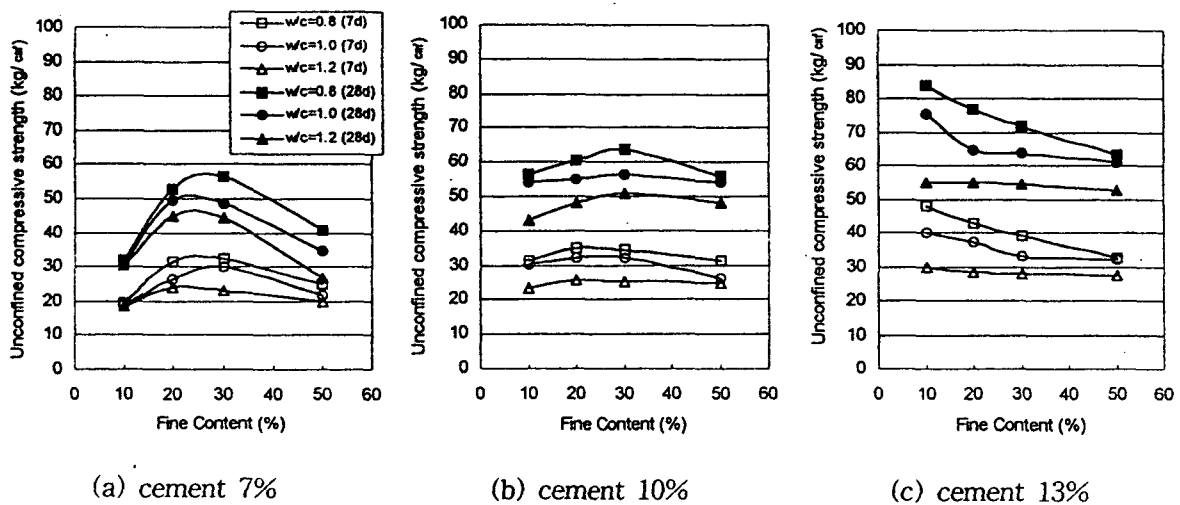 Unconfined compressive strength (kg/㎠)
100
90
80
70
60
50
40
30
20
10
0
0 10 20 30 40 50 60
Fine Content (%)
w/c=0.8 (7d)
w/c=1.0 (7d)
w/c=1.2 (7d)
w/c=0.8 (28d)
w/c=1.0 (28d)
w/c=1.2 (28d)
(a) cement 7%
Unconfined compressive strength (kg/㎠)
100
90
80
70
60
50
40
30
20
10
0
0 10 20 30 40 50 60
Fine Content (%)
(b) cement 10%
Unconfined compressive strength (kg/㎠)
100
90
80
70
60
50
40
30
20
10
0
0 10 20 30 40 50 60
Fine Content (%)
(c) cement 13%